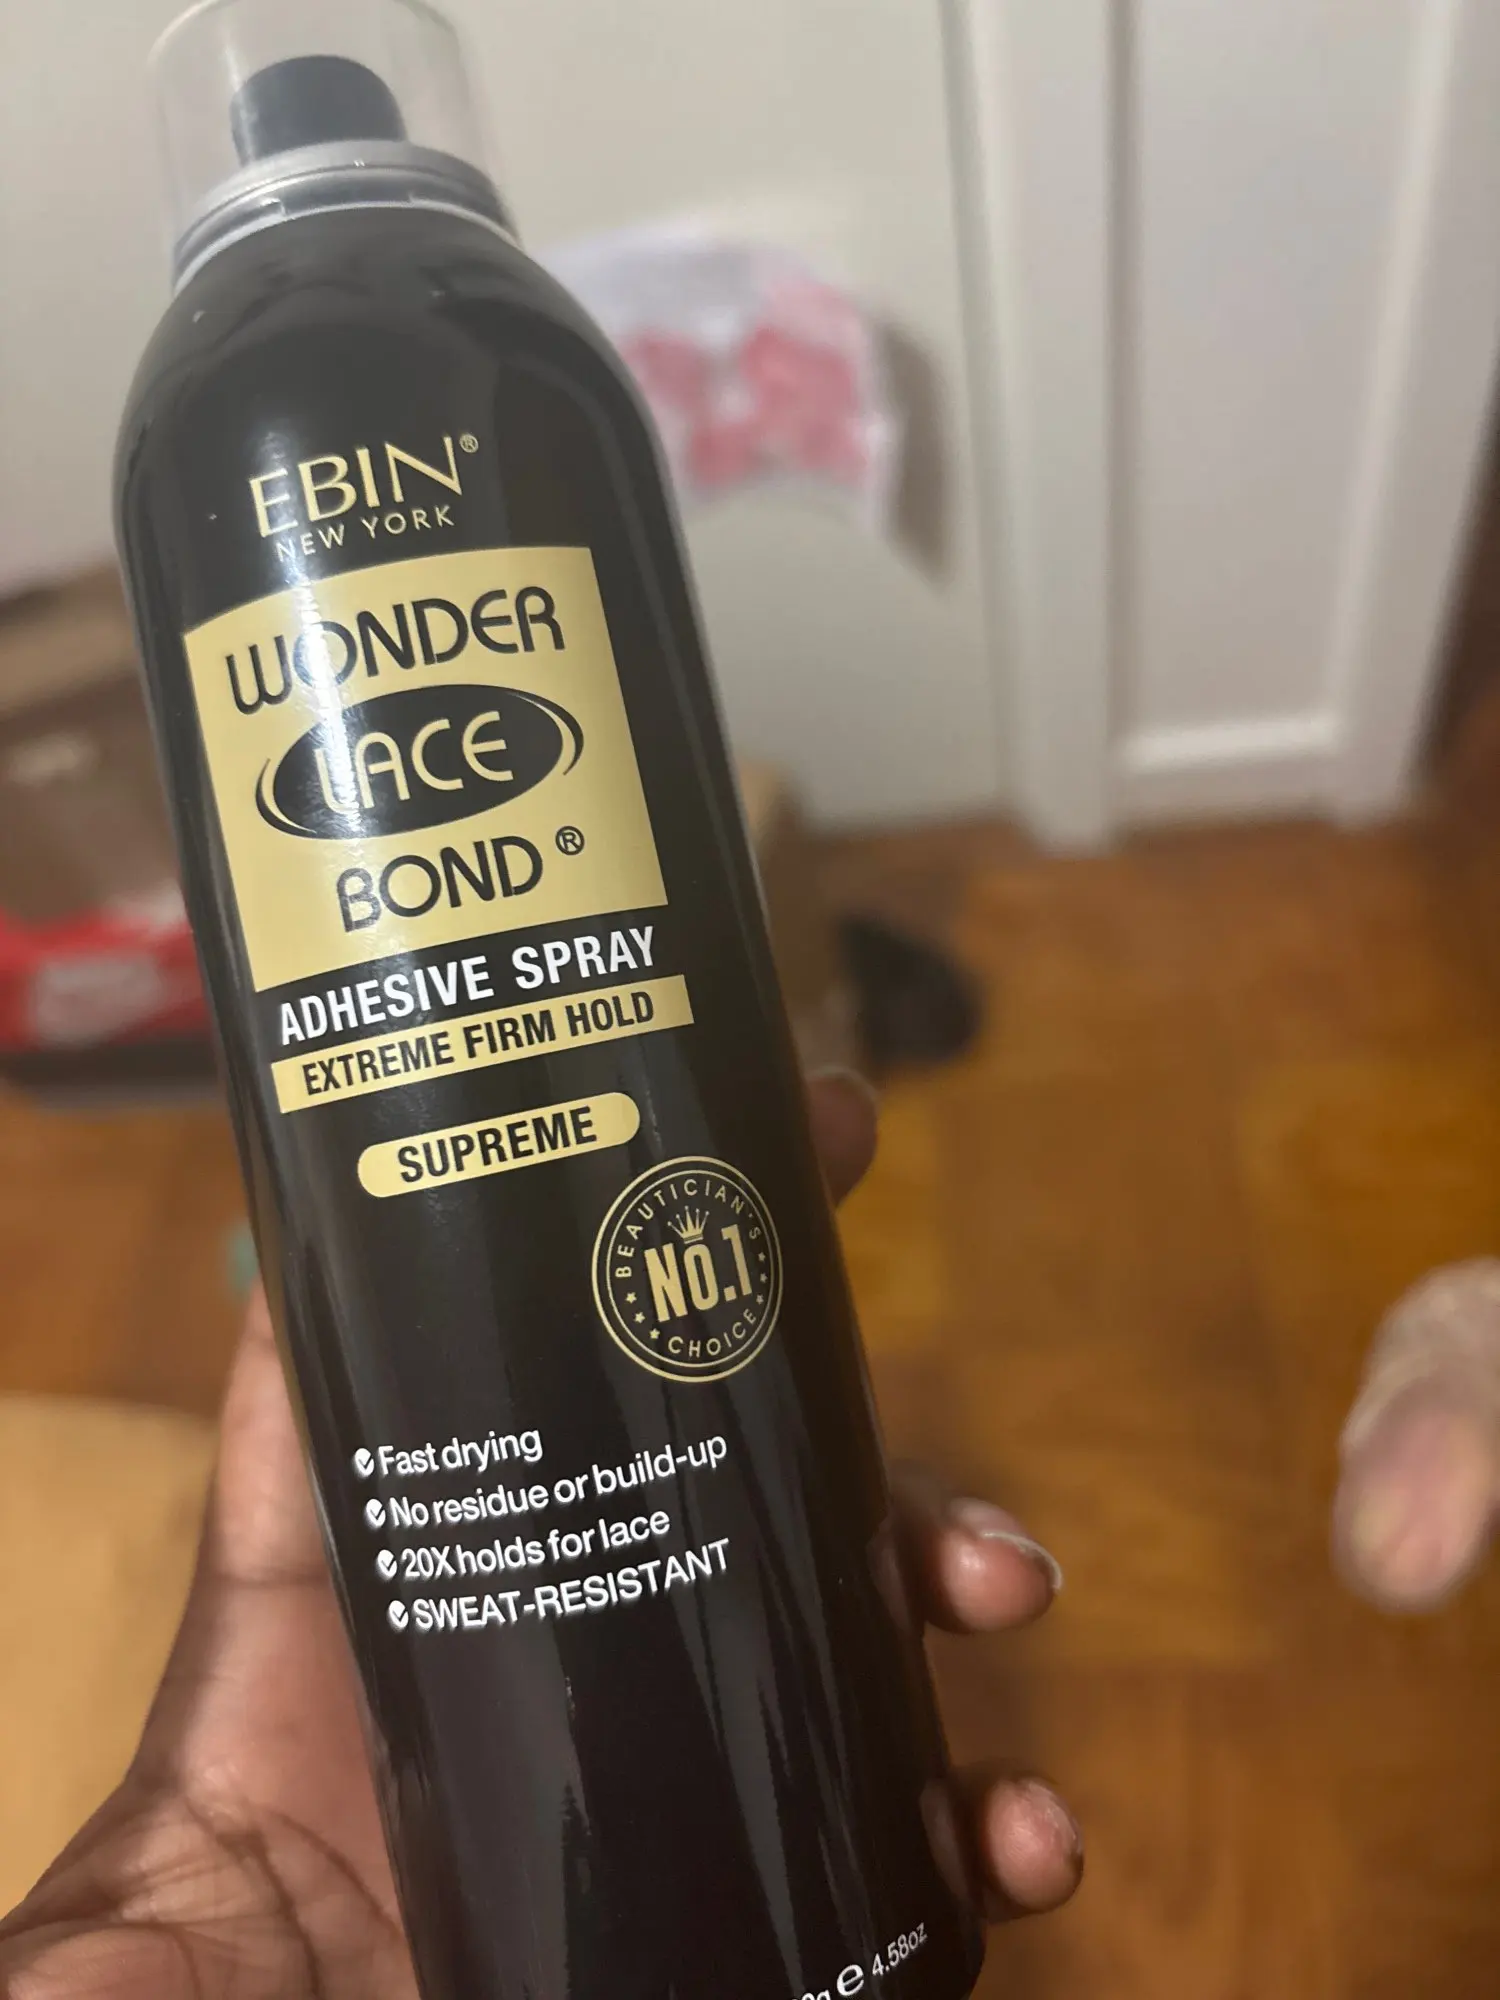 EBIN®
NEW YORK
WONDER
LACE
BOND®
ADHESIVE SPRAY
EXTREME FIRM HOLD
SUPREME
BEAUTICIAN'S
NO.1
CHOICE
Fast drying
No residue or build-up
20X holds for lace
SWEAT-RESISTANT
℮ 4.58oz